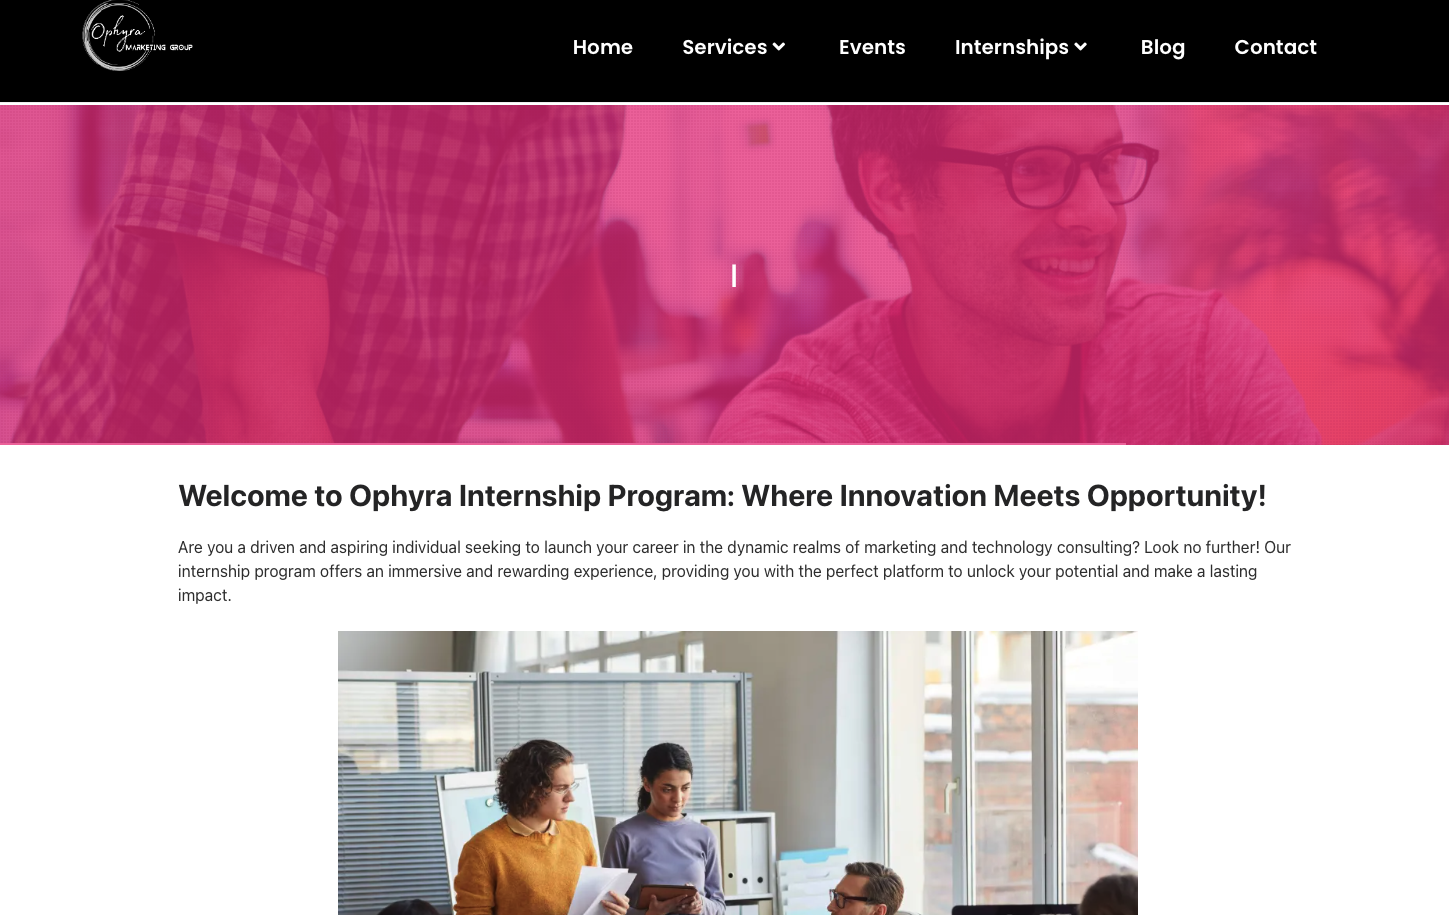 Ophyra
MARKETING GROUP
Home Services Events Internships Blog Contact
Welcome to Ophyra Internship Program: Where Innovation Meets Opportunity!
Are you a driven and aspiring individual seeking to launch your career in the dynamic realms of marketing and technology consulting? Look no further! Our
internship program offers an immersive and rewarding experience, providing you with the perfect platform to unlock your potential and make a lasting
impact.